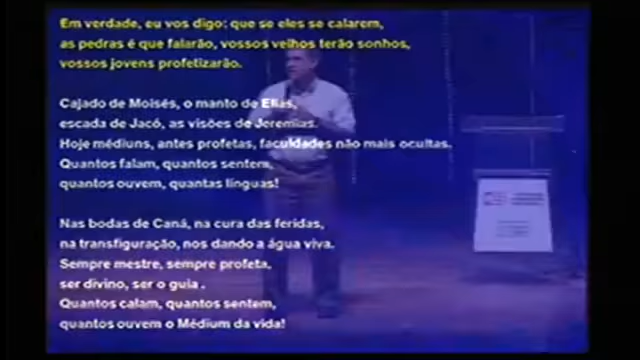 Em verdade, eu vos digo: que se eles se calarem,
as pedras é que falarão, vossos velhos terão sonhos,
vossos jovens profetizarão.
Cajado de Moisés, o manto de Elias,
escada de Jacó, as visões de Jeremias.
Hoje médiuns, antes profetas, faculdades não mais ocultas.
Quantos falam, quantos sentem,
quantos ouvem, quantas línguas!
Nas bodas de Caná, na cura das feridas,
na transfiguração, nos dando a água viva.
Sempre mestre, sempre profeta,
ser divino, ser o guia .
Quantos calam, quantos sentem,
quantos ouvem o Médium da vida!